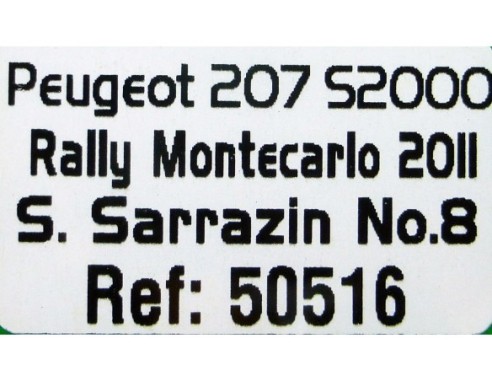 Peugeot 207 S2000
Rally Montecarlo 2011
S. Sarrazin No.8
Ref: 50516